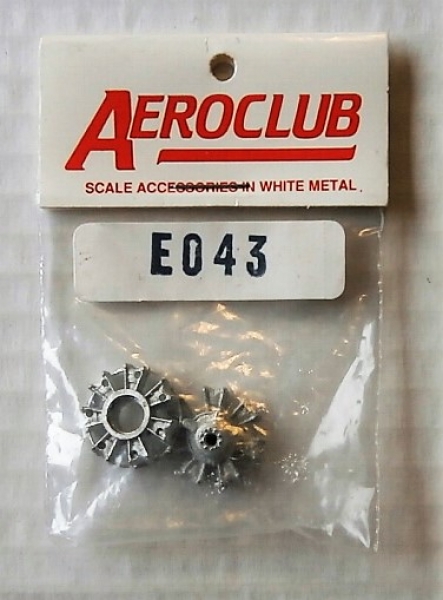 AEROCLUB
SCALE ACCESSORIES IN WHITE METAL.
E043